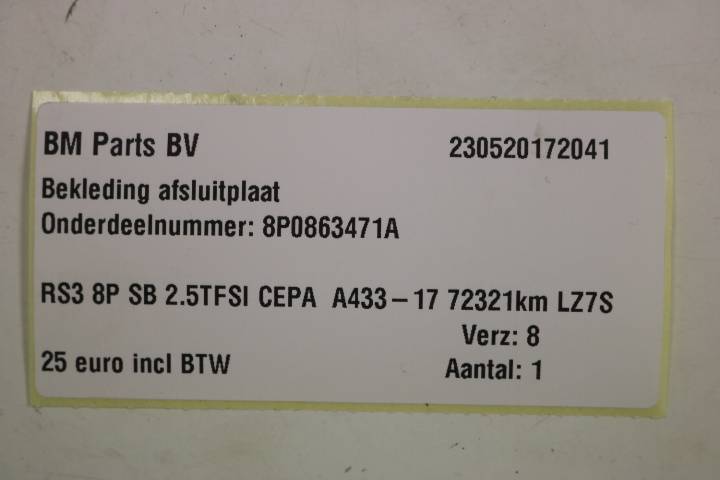 BM Parts BV 230520172041
Bekleding afsluitplaat
Onderdeelnummer: 8P0863471A
RS3 8P SB 2.5TFSI CEPA A433-17 72321km LZ7S
Verz: 8
25 euro incl BTW Aantal: 1